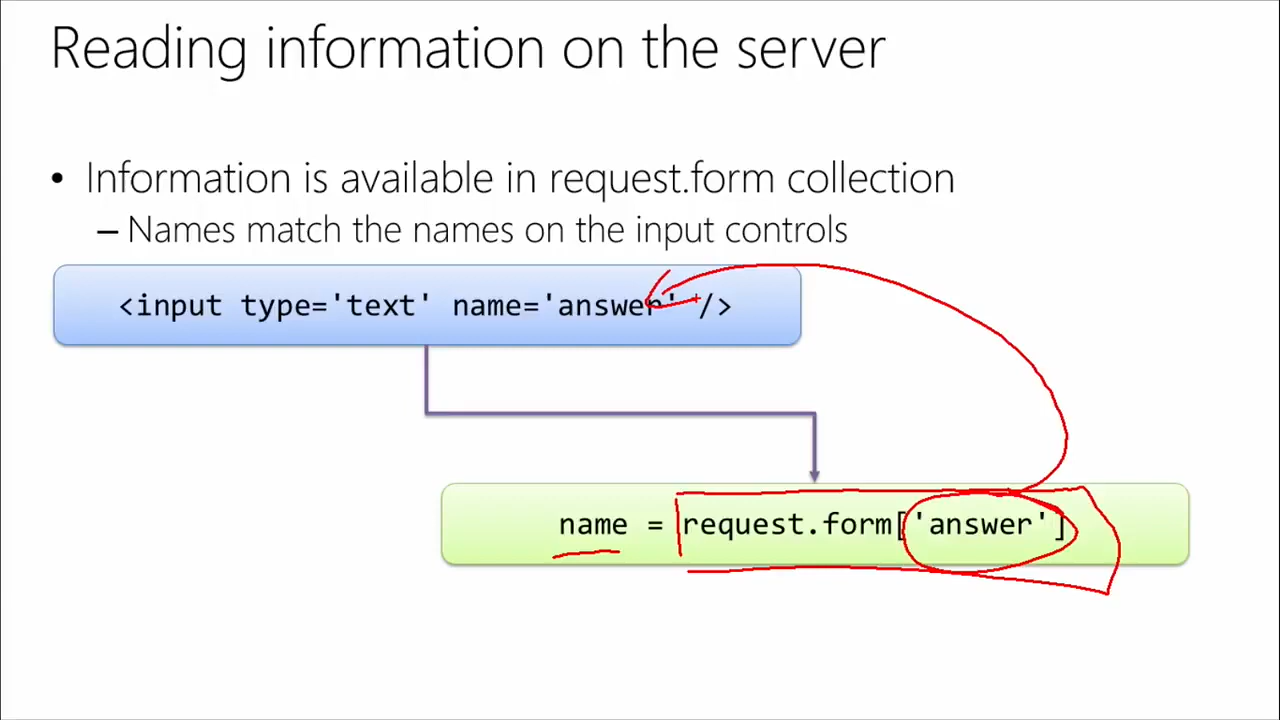 Reading information on the server
• Information is available in request.form collection
– Names match the names on the input controls
<input type='text' name='answer' />
name = request.form['answer']